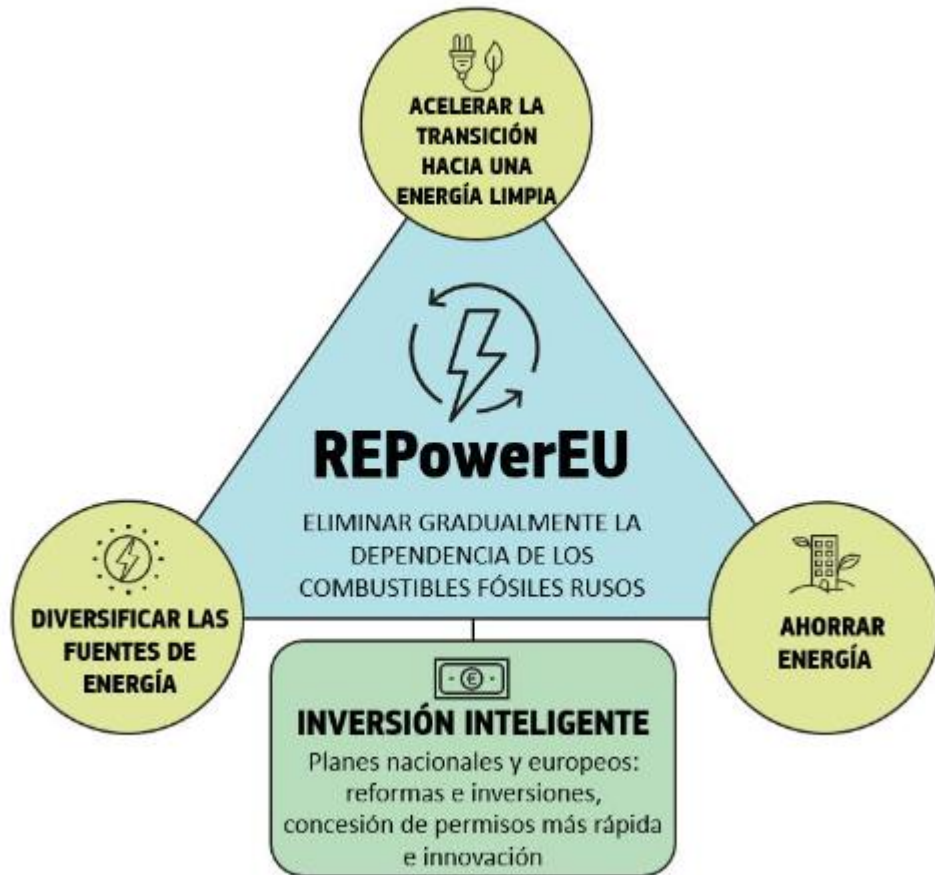 ACELERAR LA
TRANSICIÓN
HACIA UNA
ENERGÍA LIMPIA
REPowerEU
ELIMINAR GRADUALMENTE LA
DEPENDENCIA DE LOS
COMBUSTIBLES FÓSILES RUSOS
DIVERSIFICAR LAS
FUENTES DE
ENERGÍA
AHORRAR
ENERGÍA
€
INVERSIÓN INTELIGENTE
Planes nacionales y europeos:
reformas e inversiones,
concesión de permisos más rápida
e innovación